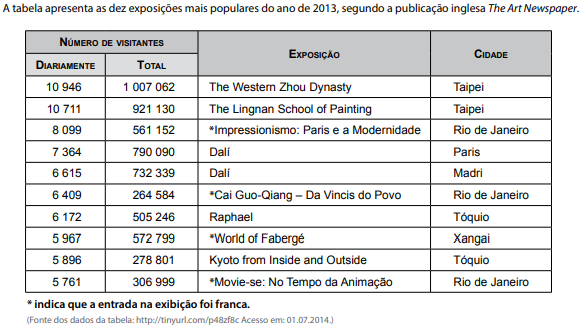 A tabela apresenta as dez exposições mais populares do ano de 2013, segundo a publicação inglesa The Art Newspaper.
NÚMERO DE VISITANTES EXPOSIÇÃO CIDADE
DIARIAMENTE TOTAL
10 946 1 007 062 The Western Zhou Dynasty Taipei
10 711 921 130 The Lingnan School of Painting Taipei
8 099 561 152 *Impressionismo: Paris e a Modernidade Rio de Janeiro
7 364 790 090 Dalí Paris
6 615 732 339 Dalí Madri
6 409 264 584 *Cai Guo-Qiang – Da Vincis do Povo Rio de Janeiro
6 172 505 246 Raphael Tóquio
5 967 572 799 *World of Fabergé Xangai
5 896 278 801 Kyoto from Inside and Outside Tóquio
5 761 306 999 *Movie-se: No Tempo da Animação Rio de Janeiro
* indica que a entrada na exibição foi franca.
(Fonte dos dados da tabela: http://tinyurl.com/p48zf8c Acesso em: 01.07.2014.)